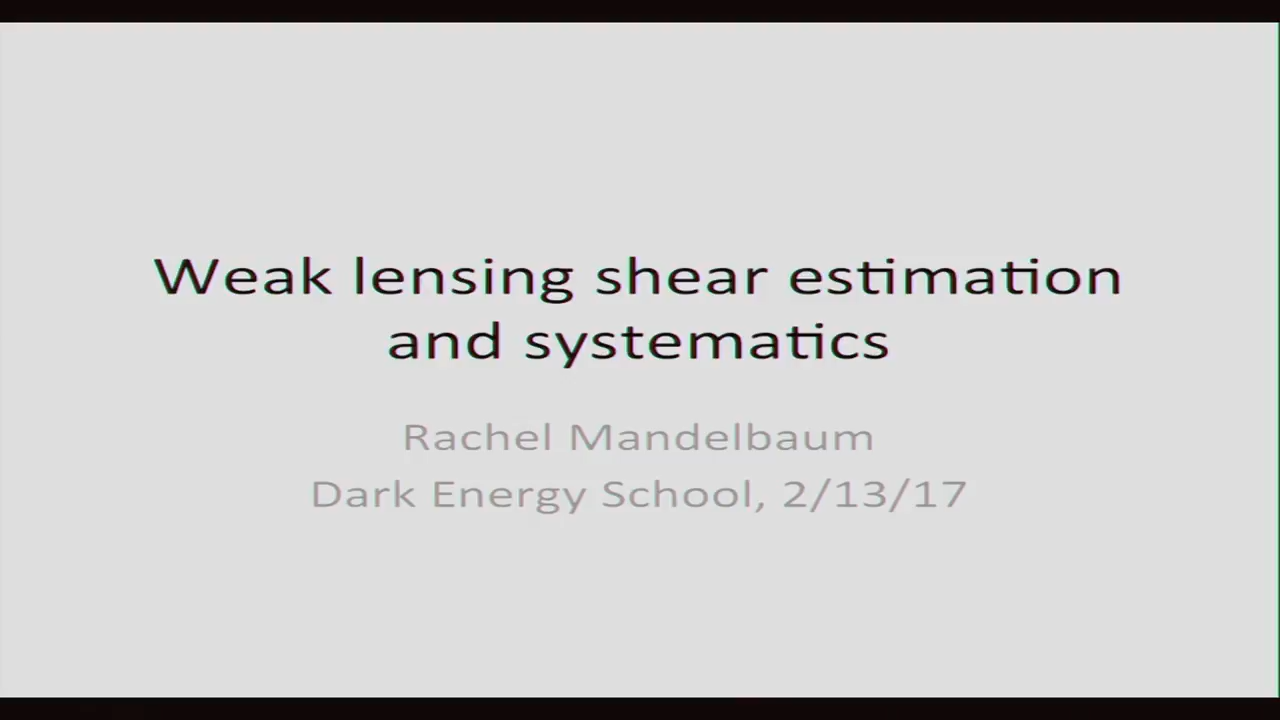 Weak lensing shear estimation
and systematics
Rachel Mandelbaum
Dark Energy School, 2/13/17